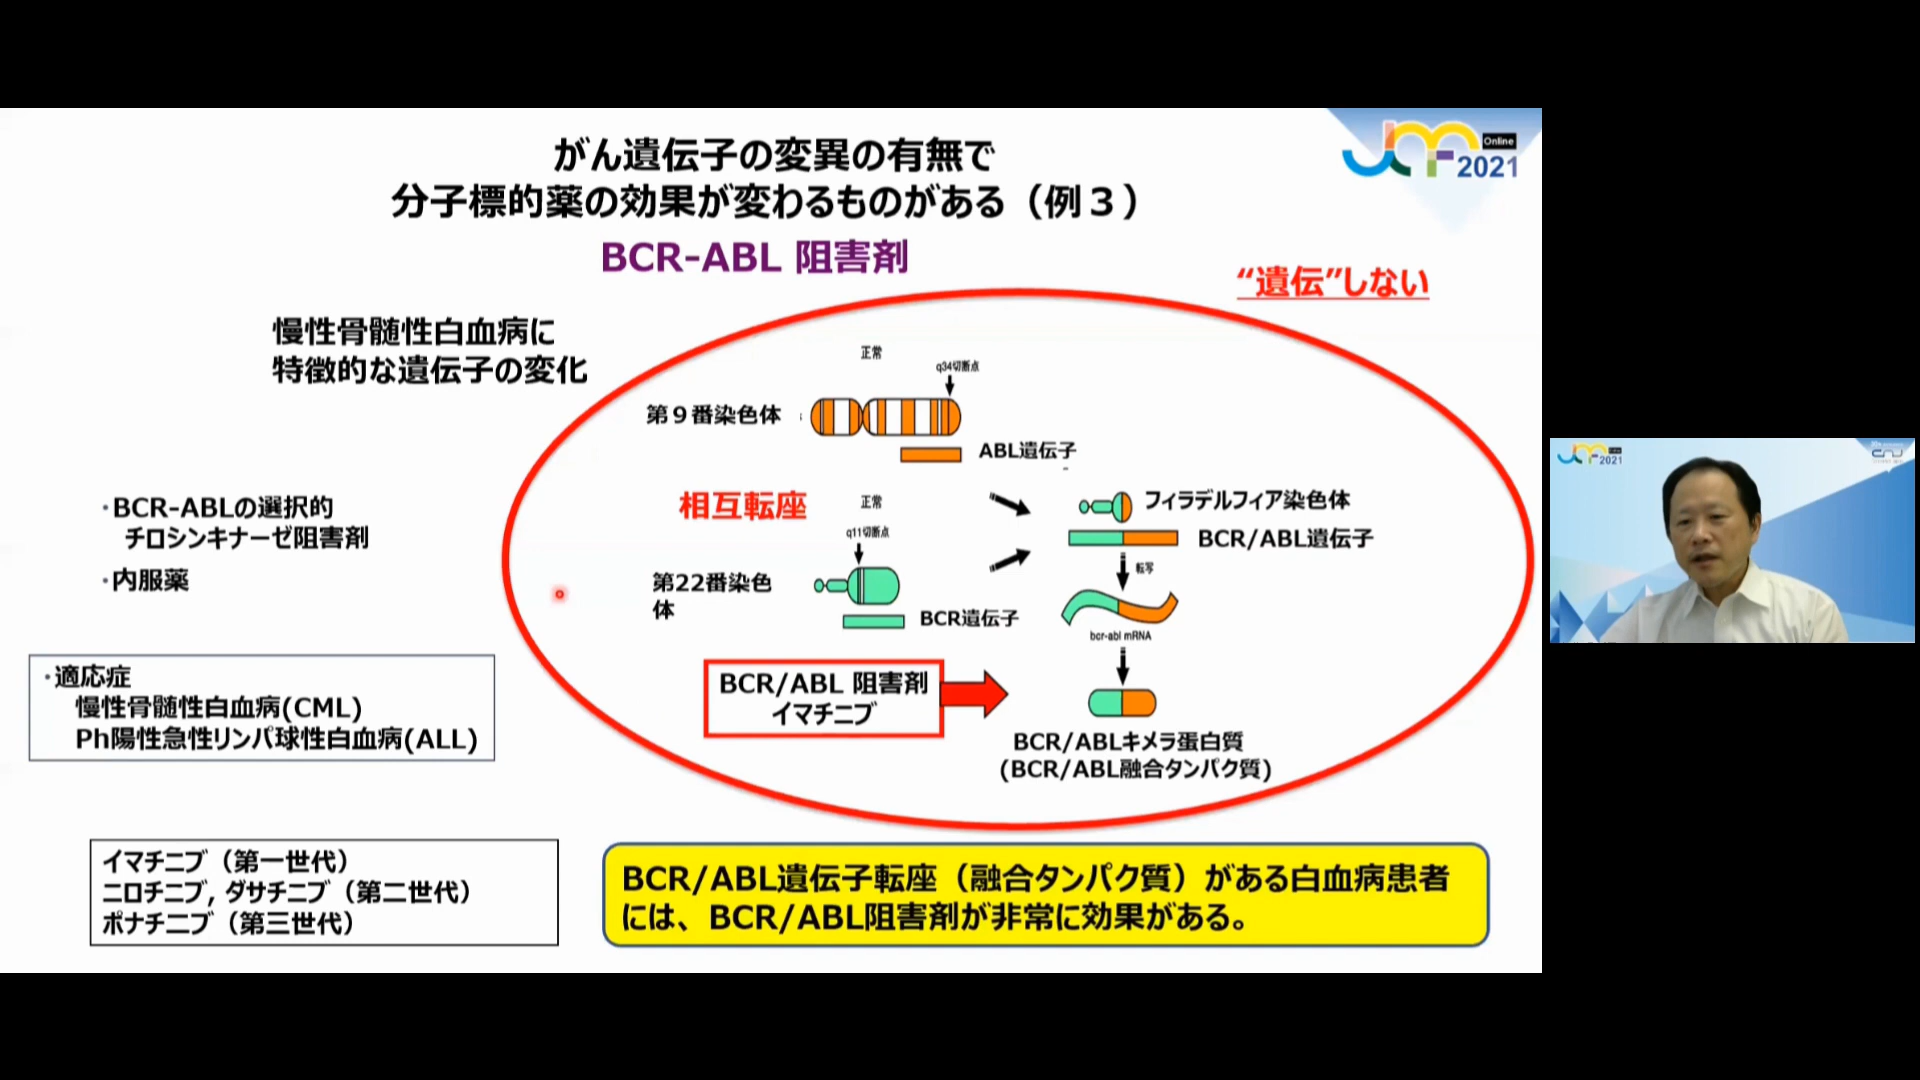 がん遺伝子の変異の有無で
分子標的薬の効果が変わるものがある（例３）
BCR-ABL 阻害剤
Online
2021
“遺伝”しない
慢性骨髄性白血病に
特徴的な遺伝子の変化
正常
q34切断点
第９番染色体
ABL遺伝子
・BCR-ABLの選択的
チロシンキナーゼ阻害剤
・内服薬
相互転座
正常
q11切断点
第22番染色
体
BCR遺伝子
フィラデルフィア染色体
BCR/ABL遺伝子
転写
bcr-abl mRNA
BCR/ABL 阻害剤
イマチニブ
BCR/ABLキメラ蛋白質
(BCR/ABL融合タンパク質)
・適応症
慢性骨髄性白血病(CML)
Ph陽性急性リンパ球性白血病(ALL)
イマチニブ（第一世代）
ニロチニブ, ダサチニブ（第二世代）
ポナチニブ（第三世代）
BCR/ABL遺伝子転座（融合タンパク質）がある白血病患者
には、BCR/ABL阻害剤が非常に効果がある。
2021